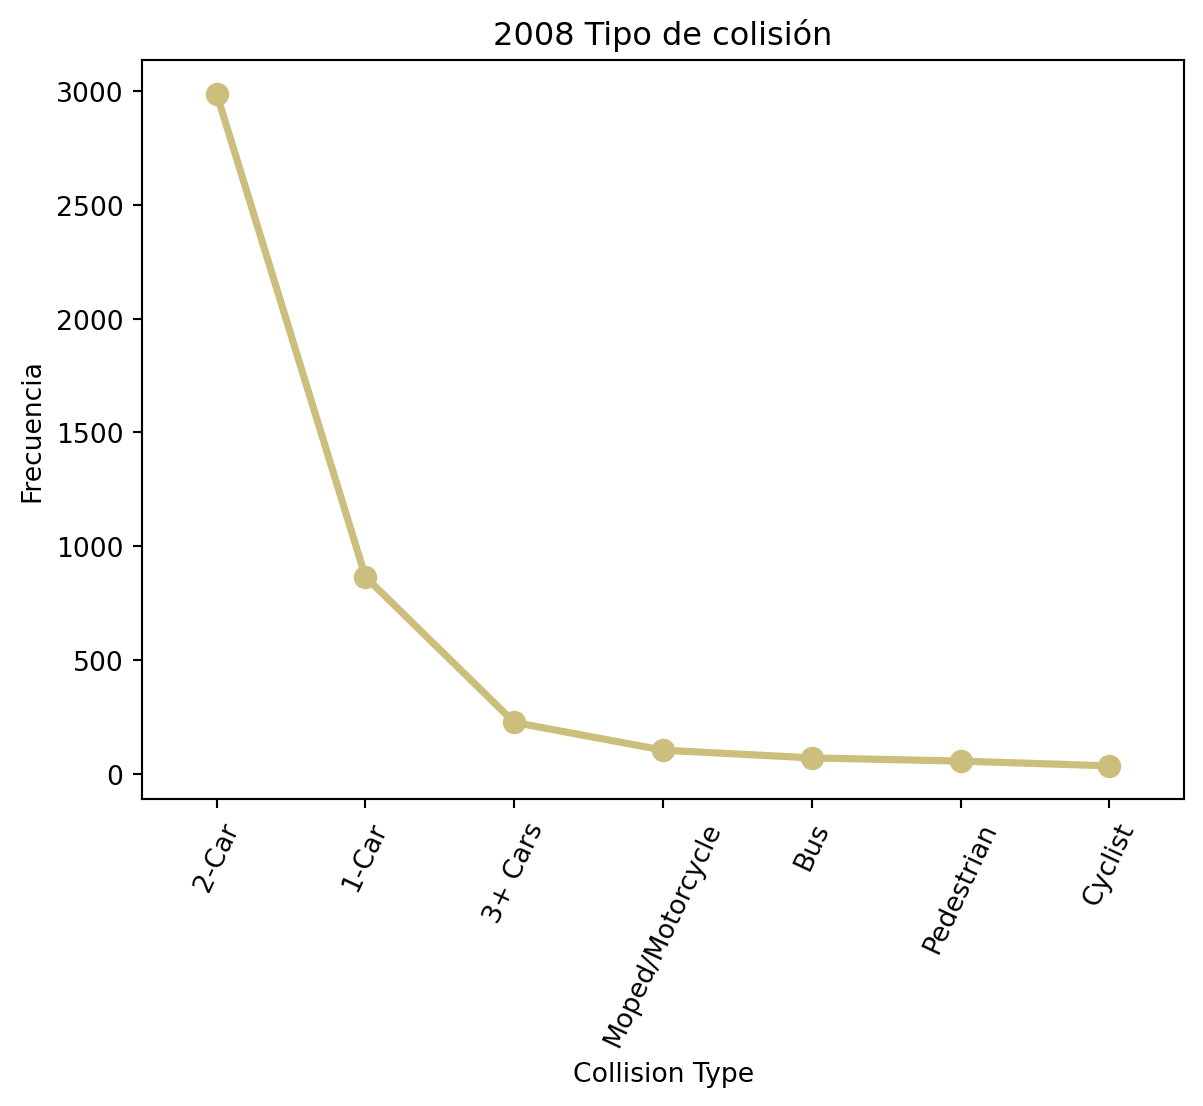 2008 Tipo de colisión
Frecuencia
3000
2500
2000
1500
1000
500
0
2-Car
1-Car
3+ Cars
Moped/Motorcycle
Bus
Pedestrian
Cyclist
Collision Type